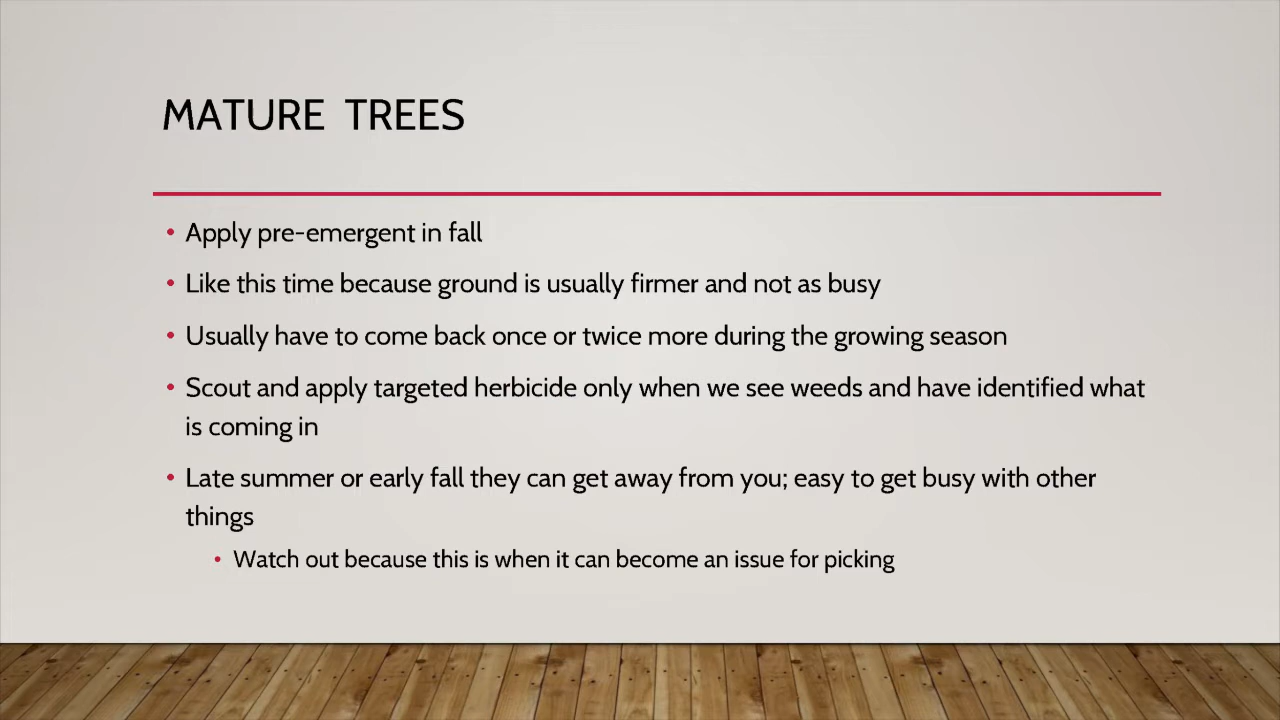 MATURE TREES
• Apply pre-emergent in fall
• Like this time because ground is usually firmer and not as busy
• Usually have to come back once or twice more during the growing season
• Scout and apply targeted herbicide only when we see weeds and have identified what
is coming in
• Late summer or early fall they can get away from you; easy to get busy with other
things
• Watch out because this is when it can become an issue for picking